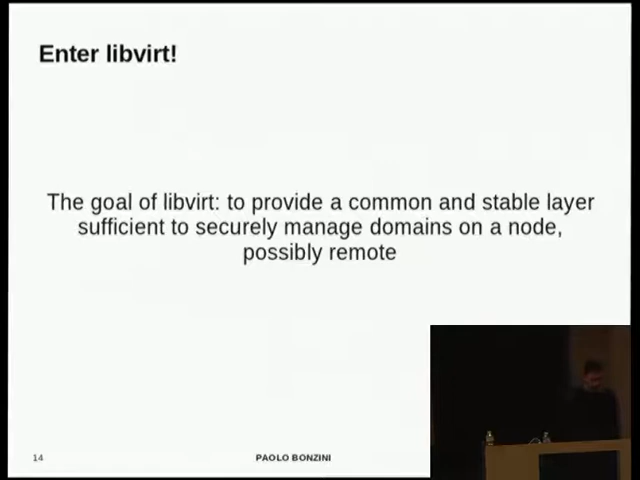 Enter libvirt!
The goal of libvirt: to provide a common and stable layer
sufficient to securely manage domains on a node,
possibly remote
14
PAOLO BONZINI